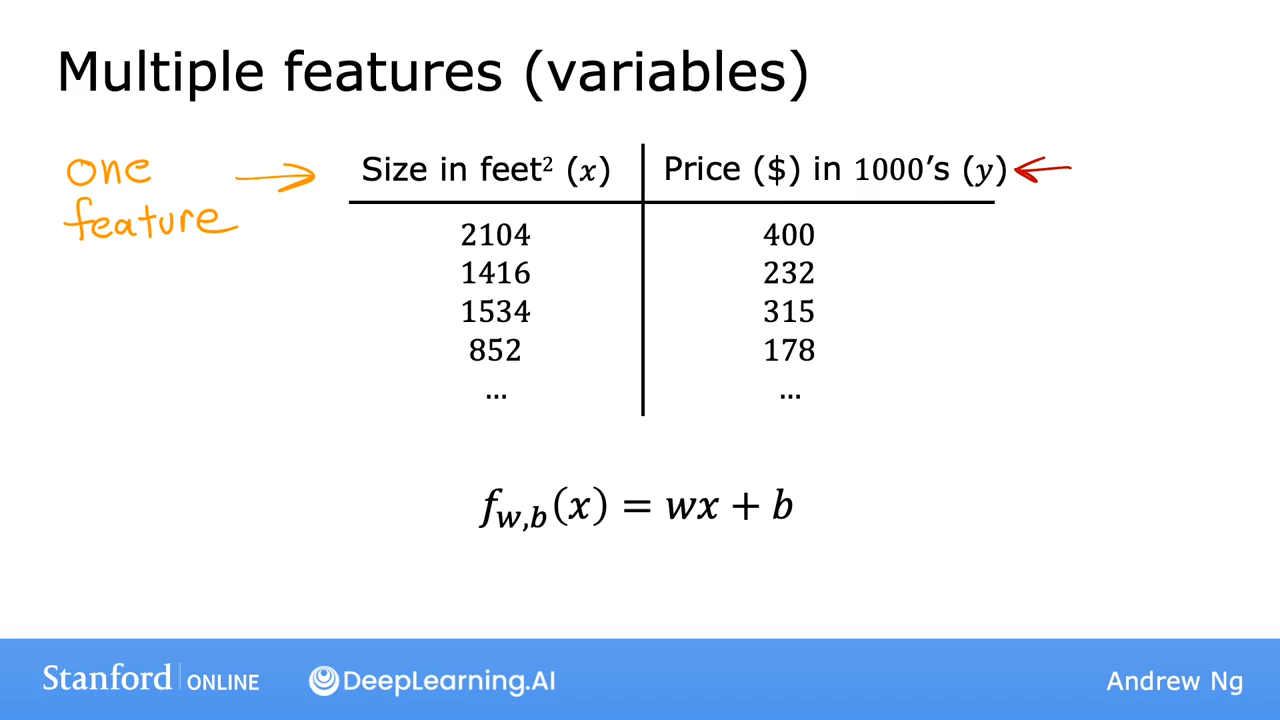 Multiple features (variables)
one feature
Size in feet² (x) Price ($) in 1000's (y)
2104 400
1416 232
1534 315
852 178
... ...
f_{w,b}(x) = wx + b
Stanford ONLINE DeepLearning.AI Andrew Ng